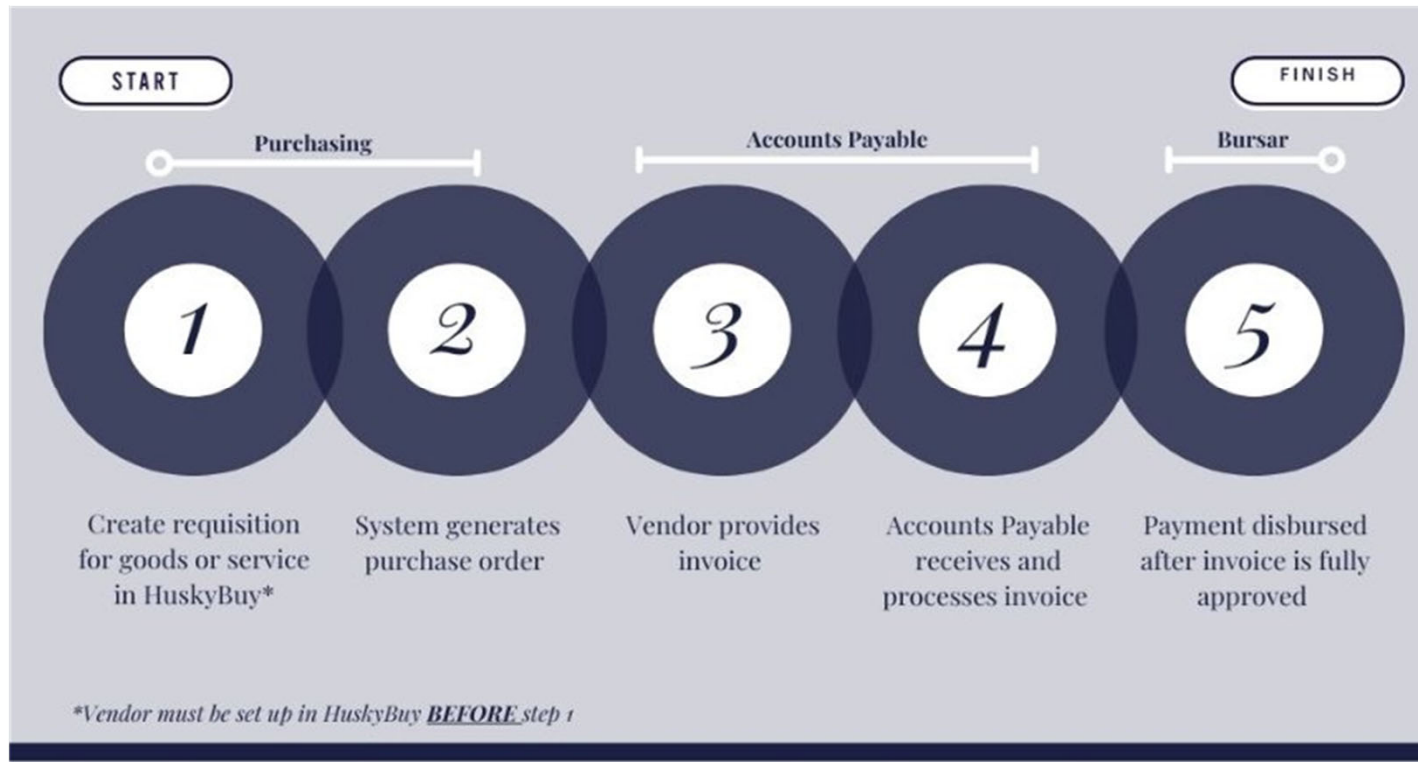 START
FINISH
Purchasing
Accounts Payable
Bursar
1
2
3
4
5
Create requisition
for goods or service
in HuskyBuy*
System generates
purchase order
Vendor provides
invoice
Accounts Payable
receives and
processes invoice
Payment disbursed
after invoice is fully
approved
*Vendor must be set up in HuskyBuy BEFORE step 1